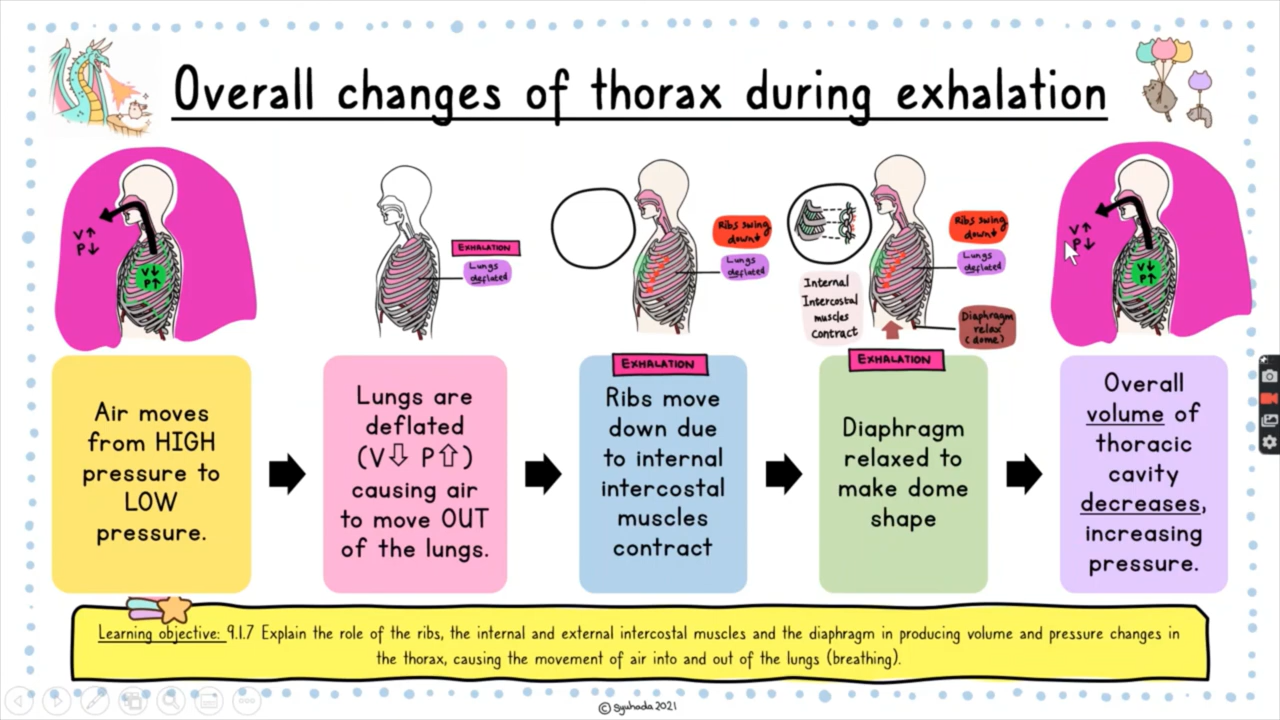 Overall changes of thorax during exhalation
V↑
P↓
V↓
P↑
EXHALATION
Lungs
deflated
Ribs swing
down↓
Lungs
deflated
Internal
Intercostal
muscles
contract
Ribs swing
down↓
Lungs
deflated
Diaphragm
relax
(dome)
V↑
P↓
V↓
P↑
Air moves
from HIGH
pressure to
LOW
pressure.
Lungs are
deflated
(V⇩ P⇧)
causing air
to move OUT
of the lungs.
EXHALATION
Ribs move
down due
to internal
intercostal
muscles
contract
EXHALATION
Diaphragm
relaxed to
make dome
shape
Overall
volume of
thoracic
cavity
decreases,
increasing
pressure.
Learning objective: 9.1.7 Explain the role of the ribs, the internal and external intercostal muscles and the diaphragm in producing volume and pressure changes in
the thorax, causing the movement of air into and out of the lungs (breathing).
© Syuhada 2021